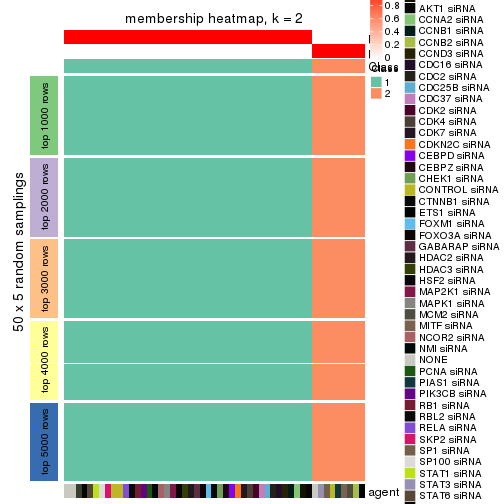 membership heatmap, k = 2
50 x 5 random samplings
top 1000 rows
top 2000 rows
top 3000 rows
top 4000 rows
top 5000 rows
0.8
0.6
0.4
0.2
0
Class
1
2
agent
AKT1 siRNA
CCNA2 siRNA
CCNB1 siRNA
CCNB2 siRNA
CCND3 siRNA
CDC16 siRNA
CDC2 siRNA
CDC25B siRNA
CDC37 siRNA
CDK2 siRNA
CDK4 siRNA
CDK7 siRNA
CDKN2C siRNA
CEBPD siRNA
CEBPZ siRNA
CHEK1 siRNA
CONTROL siRNA
CTNNB1 siRNA
ETS1 siRNA
FOXM1 siRNA
FOXO3A siRNA
GABARAP siRNA
HDAC2 siRNA
HDAC3 siRNA
HSF2 siRNA
MAP2K1 siRNA
MAPK1 siRNA
MCM2 siRNA
MITF siRNA
NCOR2 siRNA
NMI siRNA
NONE
PCNA siRNA
PIAS1 siRNA
PIK3CB siRNA
RB1 siRNA
RBL2 siRNA
RELA siRNA
SKP2 siRNA
SP1 siRNA
SP100 siRNA
STAT1 siRNA
STAT3 siRNA
STAT6 siRNA